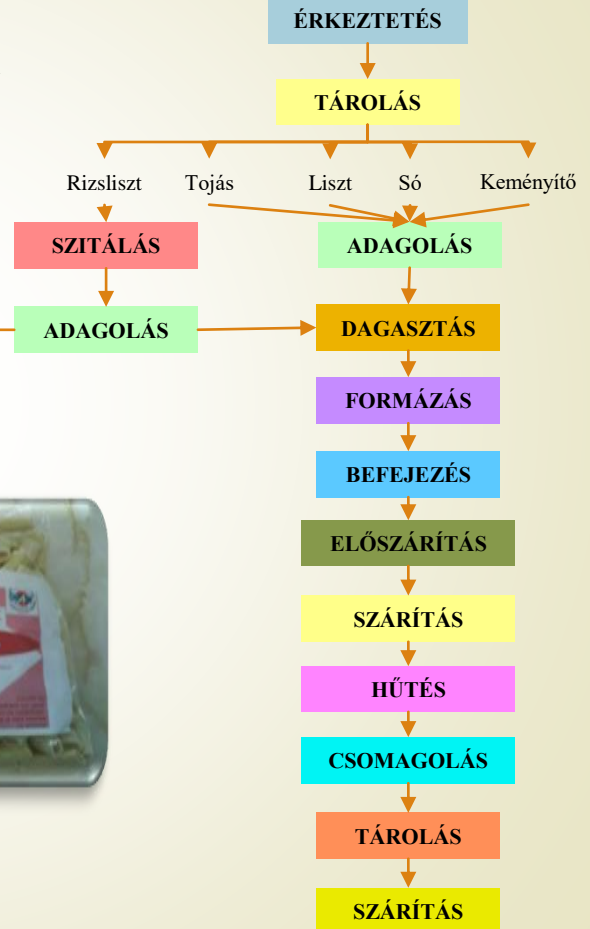 ÉRKEZTETÉS
TÁROLÁS
Rizsliszt Tojás Liszt Só Keményítő
SZITÁLÁS ADAGOLÁS
ADAGOLÁS DAGASZTÁS
FORMÁZÁS
BEFEJEZÉS
ELŐSZÁRÍTÁS
SZÁRÍTÁS
HŰTÉS
CSOMAGOLÁS
TÁROLÁS
SZÁRÍTÁS